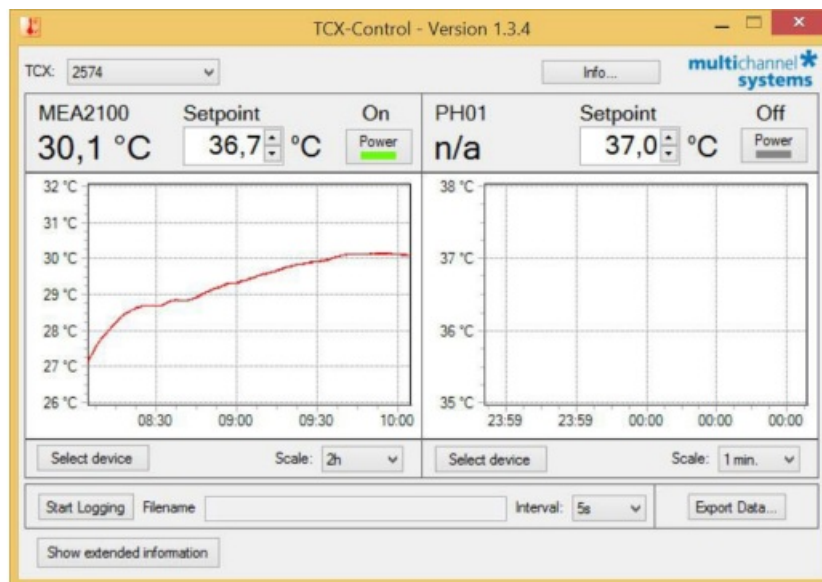 TCX-Control - Version 1.3.4
TCX: 2574
Info...
multichannel
systems
MEA2100
Setpoint
On
30,1 °C
36,7 °C
Power
PH01
Setpoint
Off
n/a
37,0 °C
Power
32 °C
31 °C
30 °C
29 °C
28 °C
27 °C
26 °C
08:30 09:00 09:30 10:00
38 °C
37 °C
36 °C
35 °C
23:59 23:59 00:00 00:00 00:00
Select device
Scale: 2h
Select device
Scale: 1 min.
Start Logging Filename Interval: 5s Export Data...
Show extended information